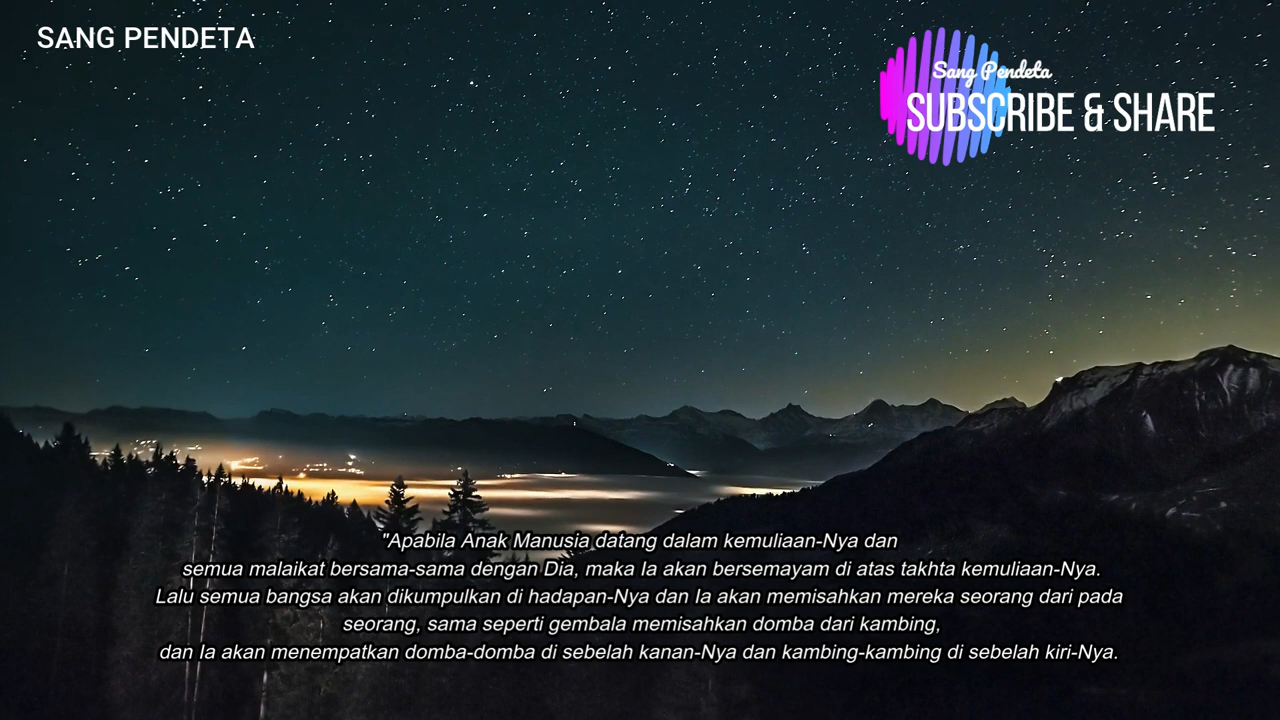 SANG PENDETA
Sang Pendeta
SUBSCRIBE & SHARE
"Apabila Anak Manusia datang dalam kemuliaan-Nya dan
semua malaikat bersama-sama dengan Dia, maka Ia akan bersemayam di atas takhta kemuliaan-Nya.
Lalu semua bangsa akan dikumpulkan di hadapan-Nya dan Ia akan memisahkan mereka seorang dari pada
seorang, sama seperti gembala memisahkan domba dari kambing,
dan Ia akan menempatkan domba-domba di sebelah kanan-Nya dan kambing-kambing di sebelah kiri-Nya.